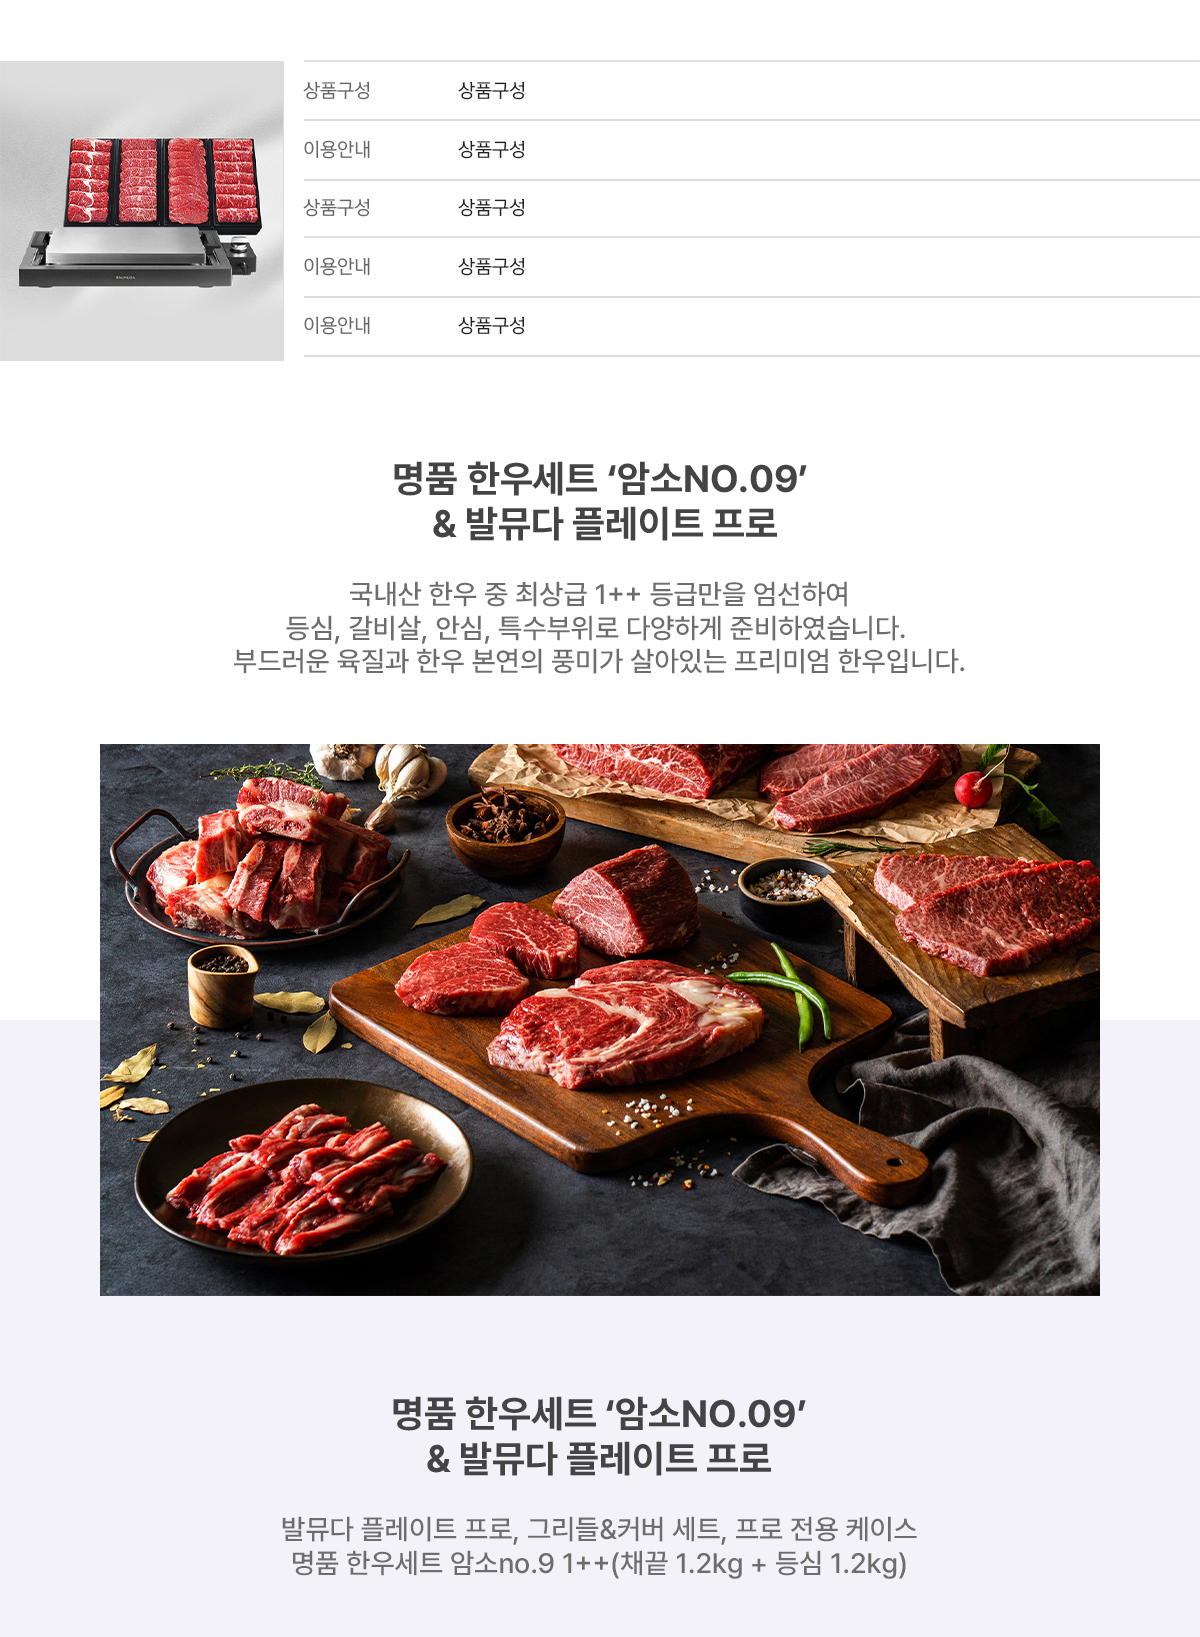 상품구성 상품구성
이용안내 상품구성
상품구성 상품구성
이용안내 상품구성
이용안내 상품구성
BALMUDA
명품 한우세트 ‘암소NO.09’
& 발뮤다 플레이트 프로
국내산 한우 중 최상급 1++ 등급만을 엄선하여
등심, 갈비살, 안심, 특수부위로 다양하게 준비하였습니다.
부드러운 육질과 한우 본연의 풍미가 살아있는 프리미엄 한우입니다.
명품 한우세트 ‘암소NO.09’
& 발뮤다 플레이트 프로
발뮤다 플레이트 프로, 그리들&커버 세트, 프로 전용 케이스
명품 한우세트 암소no.9 1++(채끝 1.2kg + 등심 1.2kg)